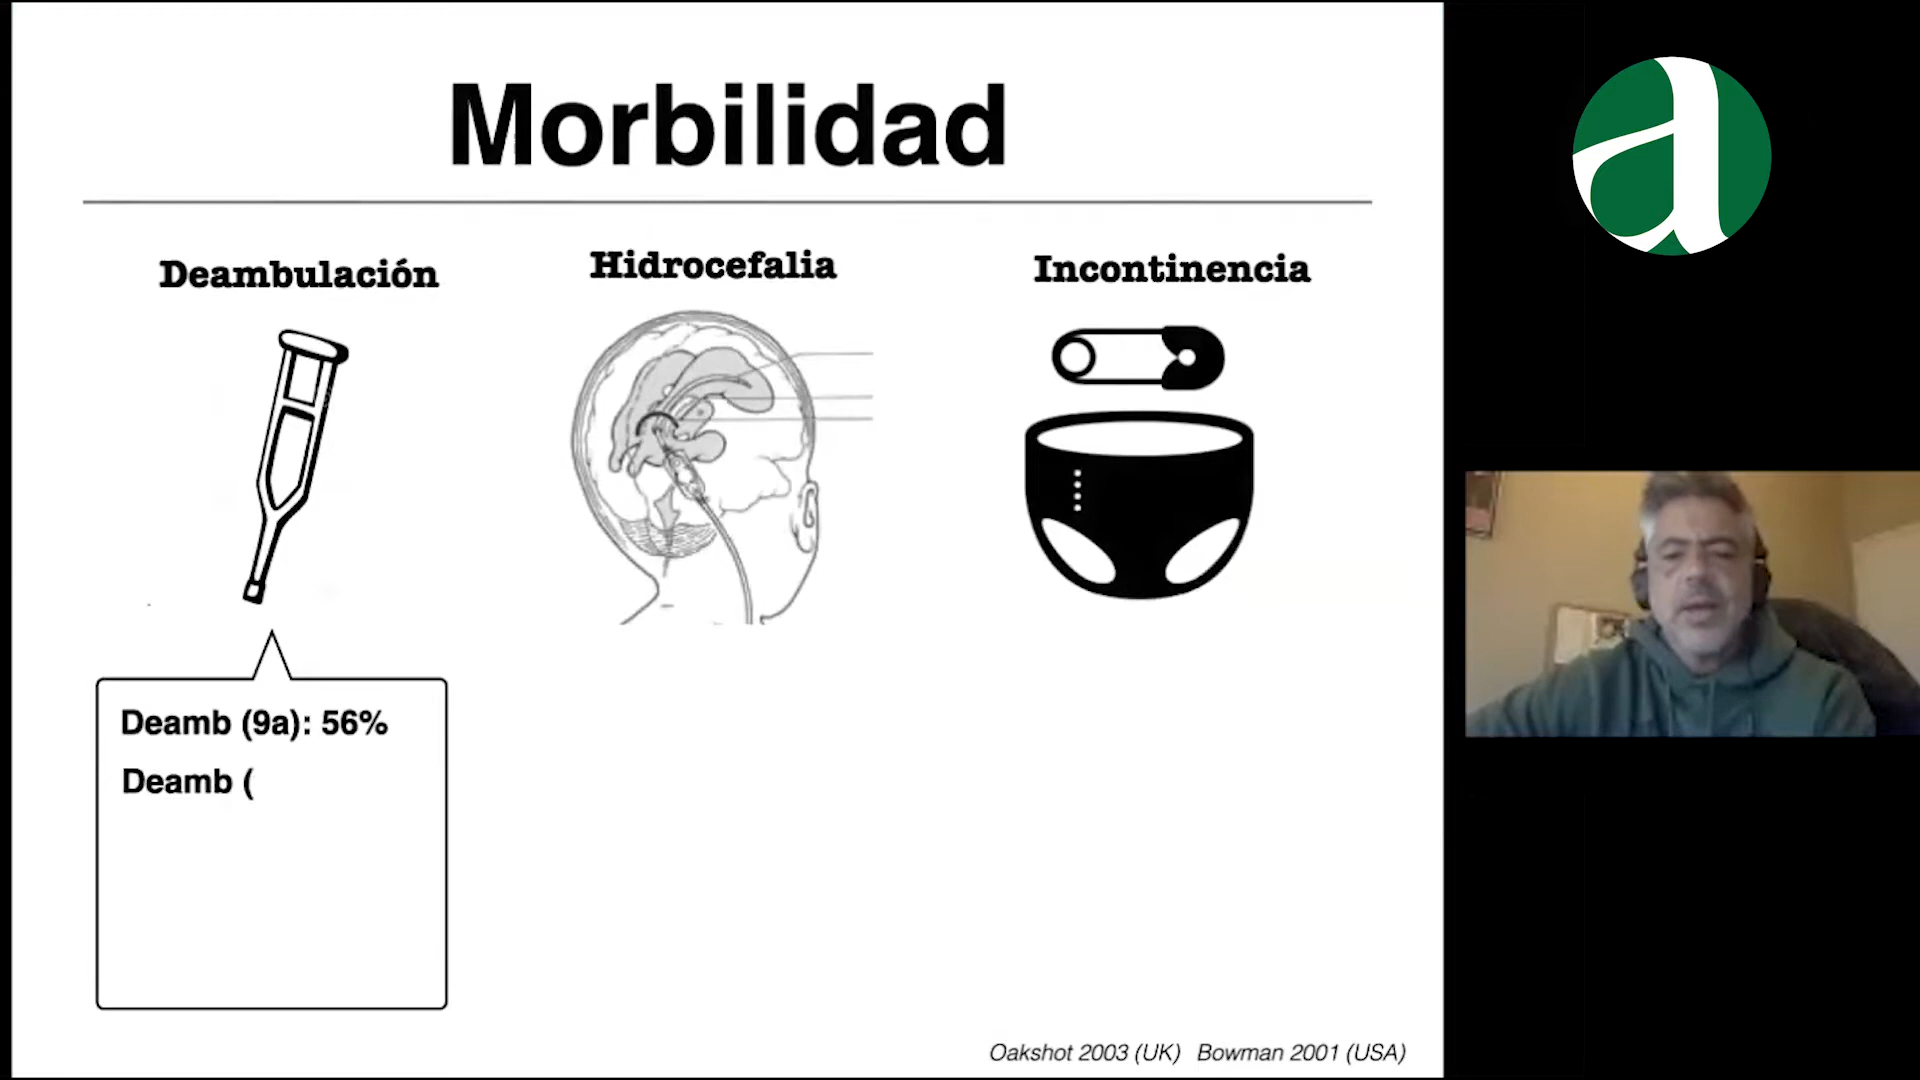 Morbilidad
Deambulación
Hidrocefalia
Incontinencia
Deamb (9a): 56%
Deamb (
Oakshot 2003 (UK) Bowman 2001 (USA)
a